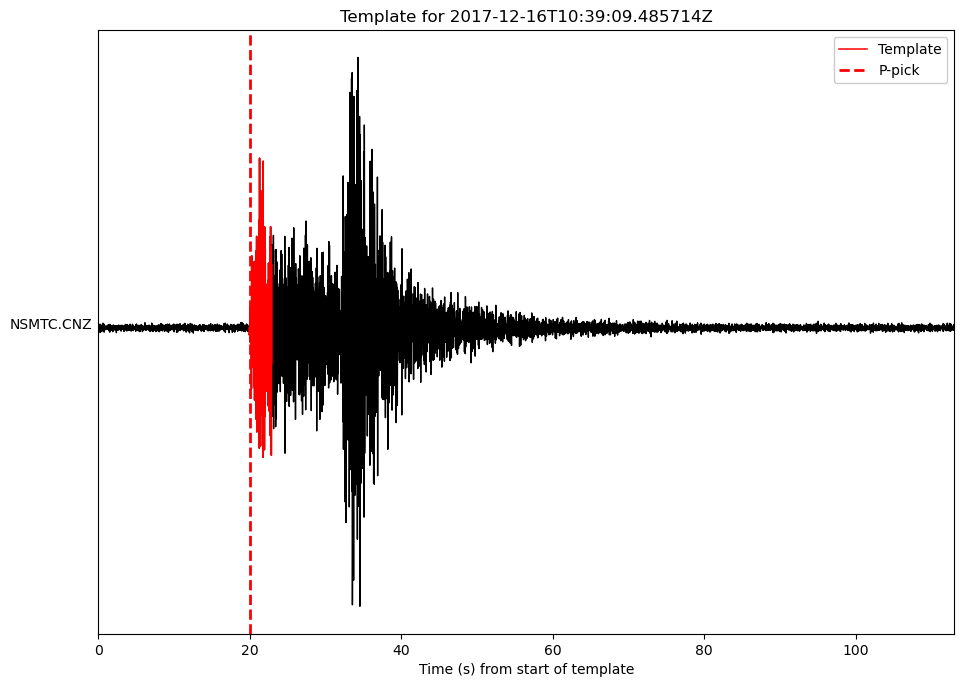 Template for 2017-12-16T10:39:09.485714Z
Template
P-pick
NSMTC.CNZ
0 20 40 60 80 100
Time (s) from start of template